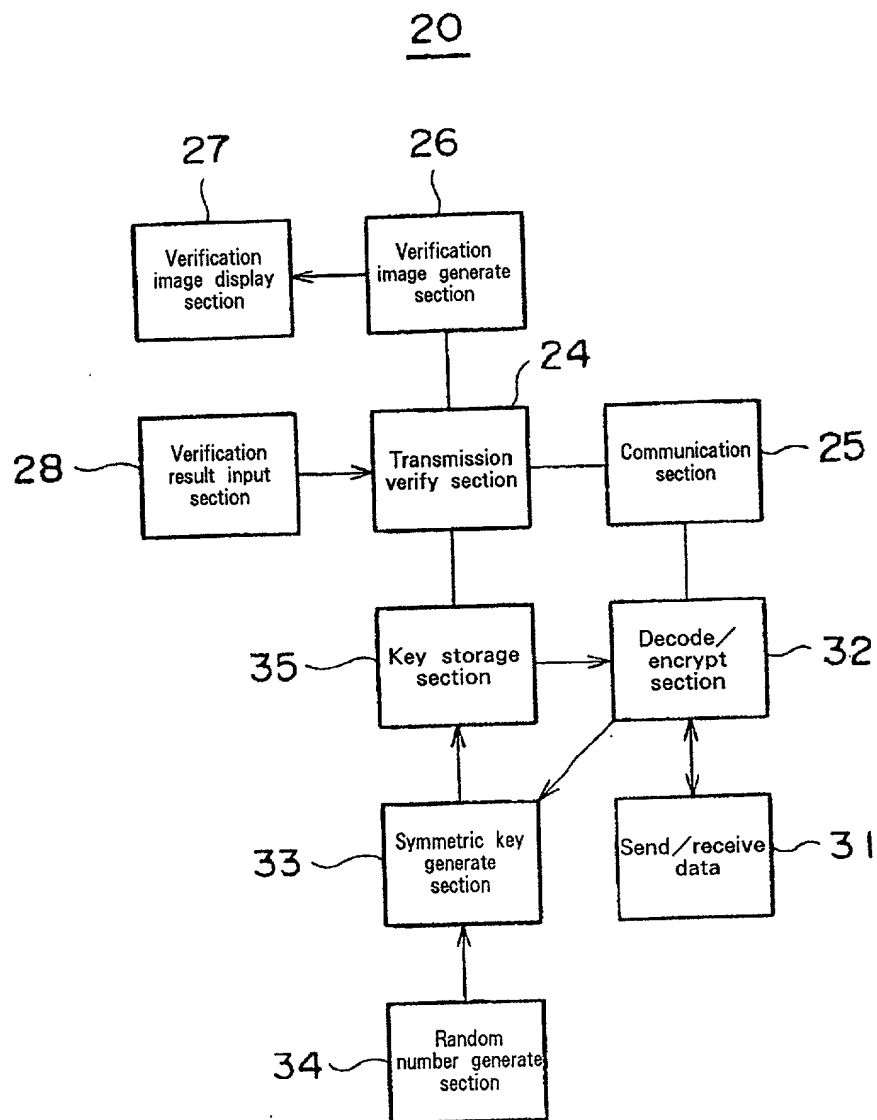 20
27
26
Verification
image display
section
Verification
image generate
section
24
28
Verification
result input
section
Transmission
verify section
Communication
section
25
35
Key storage
section
Decode/
encrypt
section
32
33
Symmetric key
generate
section
Send/receive
data
31
34
Random
number generate
section